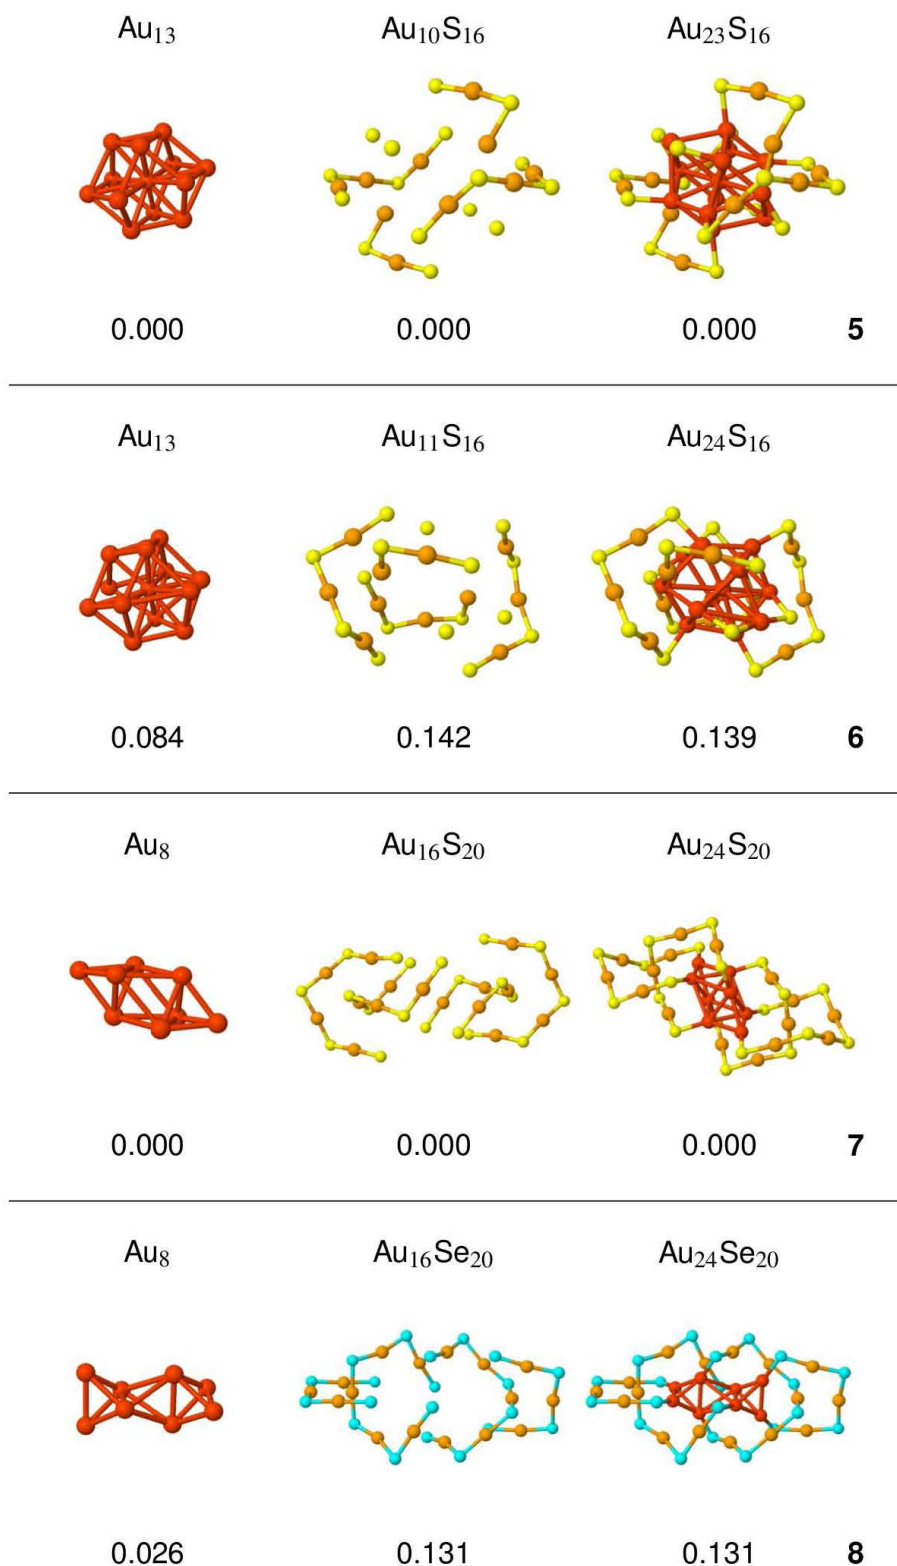 Au₁₃ Au₁₀S₁₆ Au₂₃S₁₆
0.000 0.000 0.000 5
Au₁₃ Au₁₁S₁₆ Au₂₄S₁₆
0.084 0.142 0.139 6
Au₈ Au₁₆S₂₀ Au₂₄S₂₀
0.000 0.000 0.000 7
Au₈ Au₁₆Se₂₀ Au₂₄Se₂₀
0.026 0.131 0.131 8